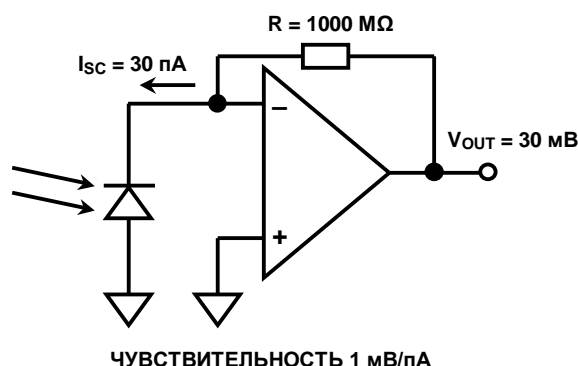 R = 1000 MΩ
I_SC = 30 пА
–
V_OUT = 30 мВ
+
ЧУВСТВИТЕЛЬНОСТЬ 1 мВ/пА